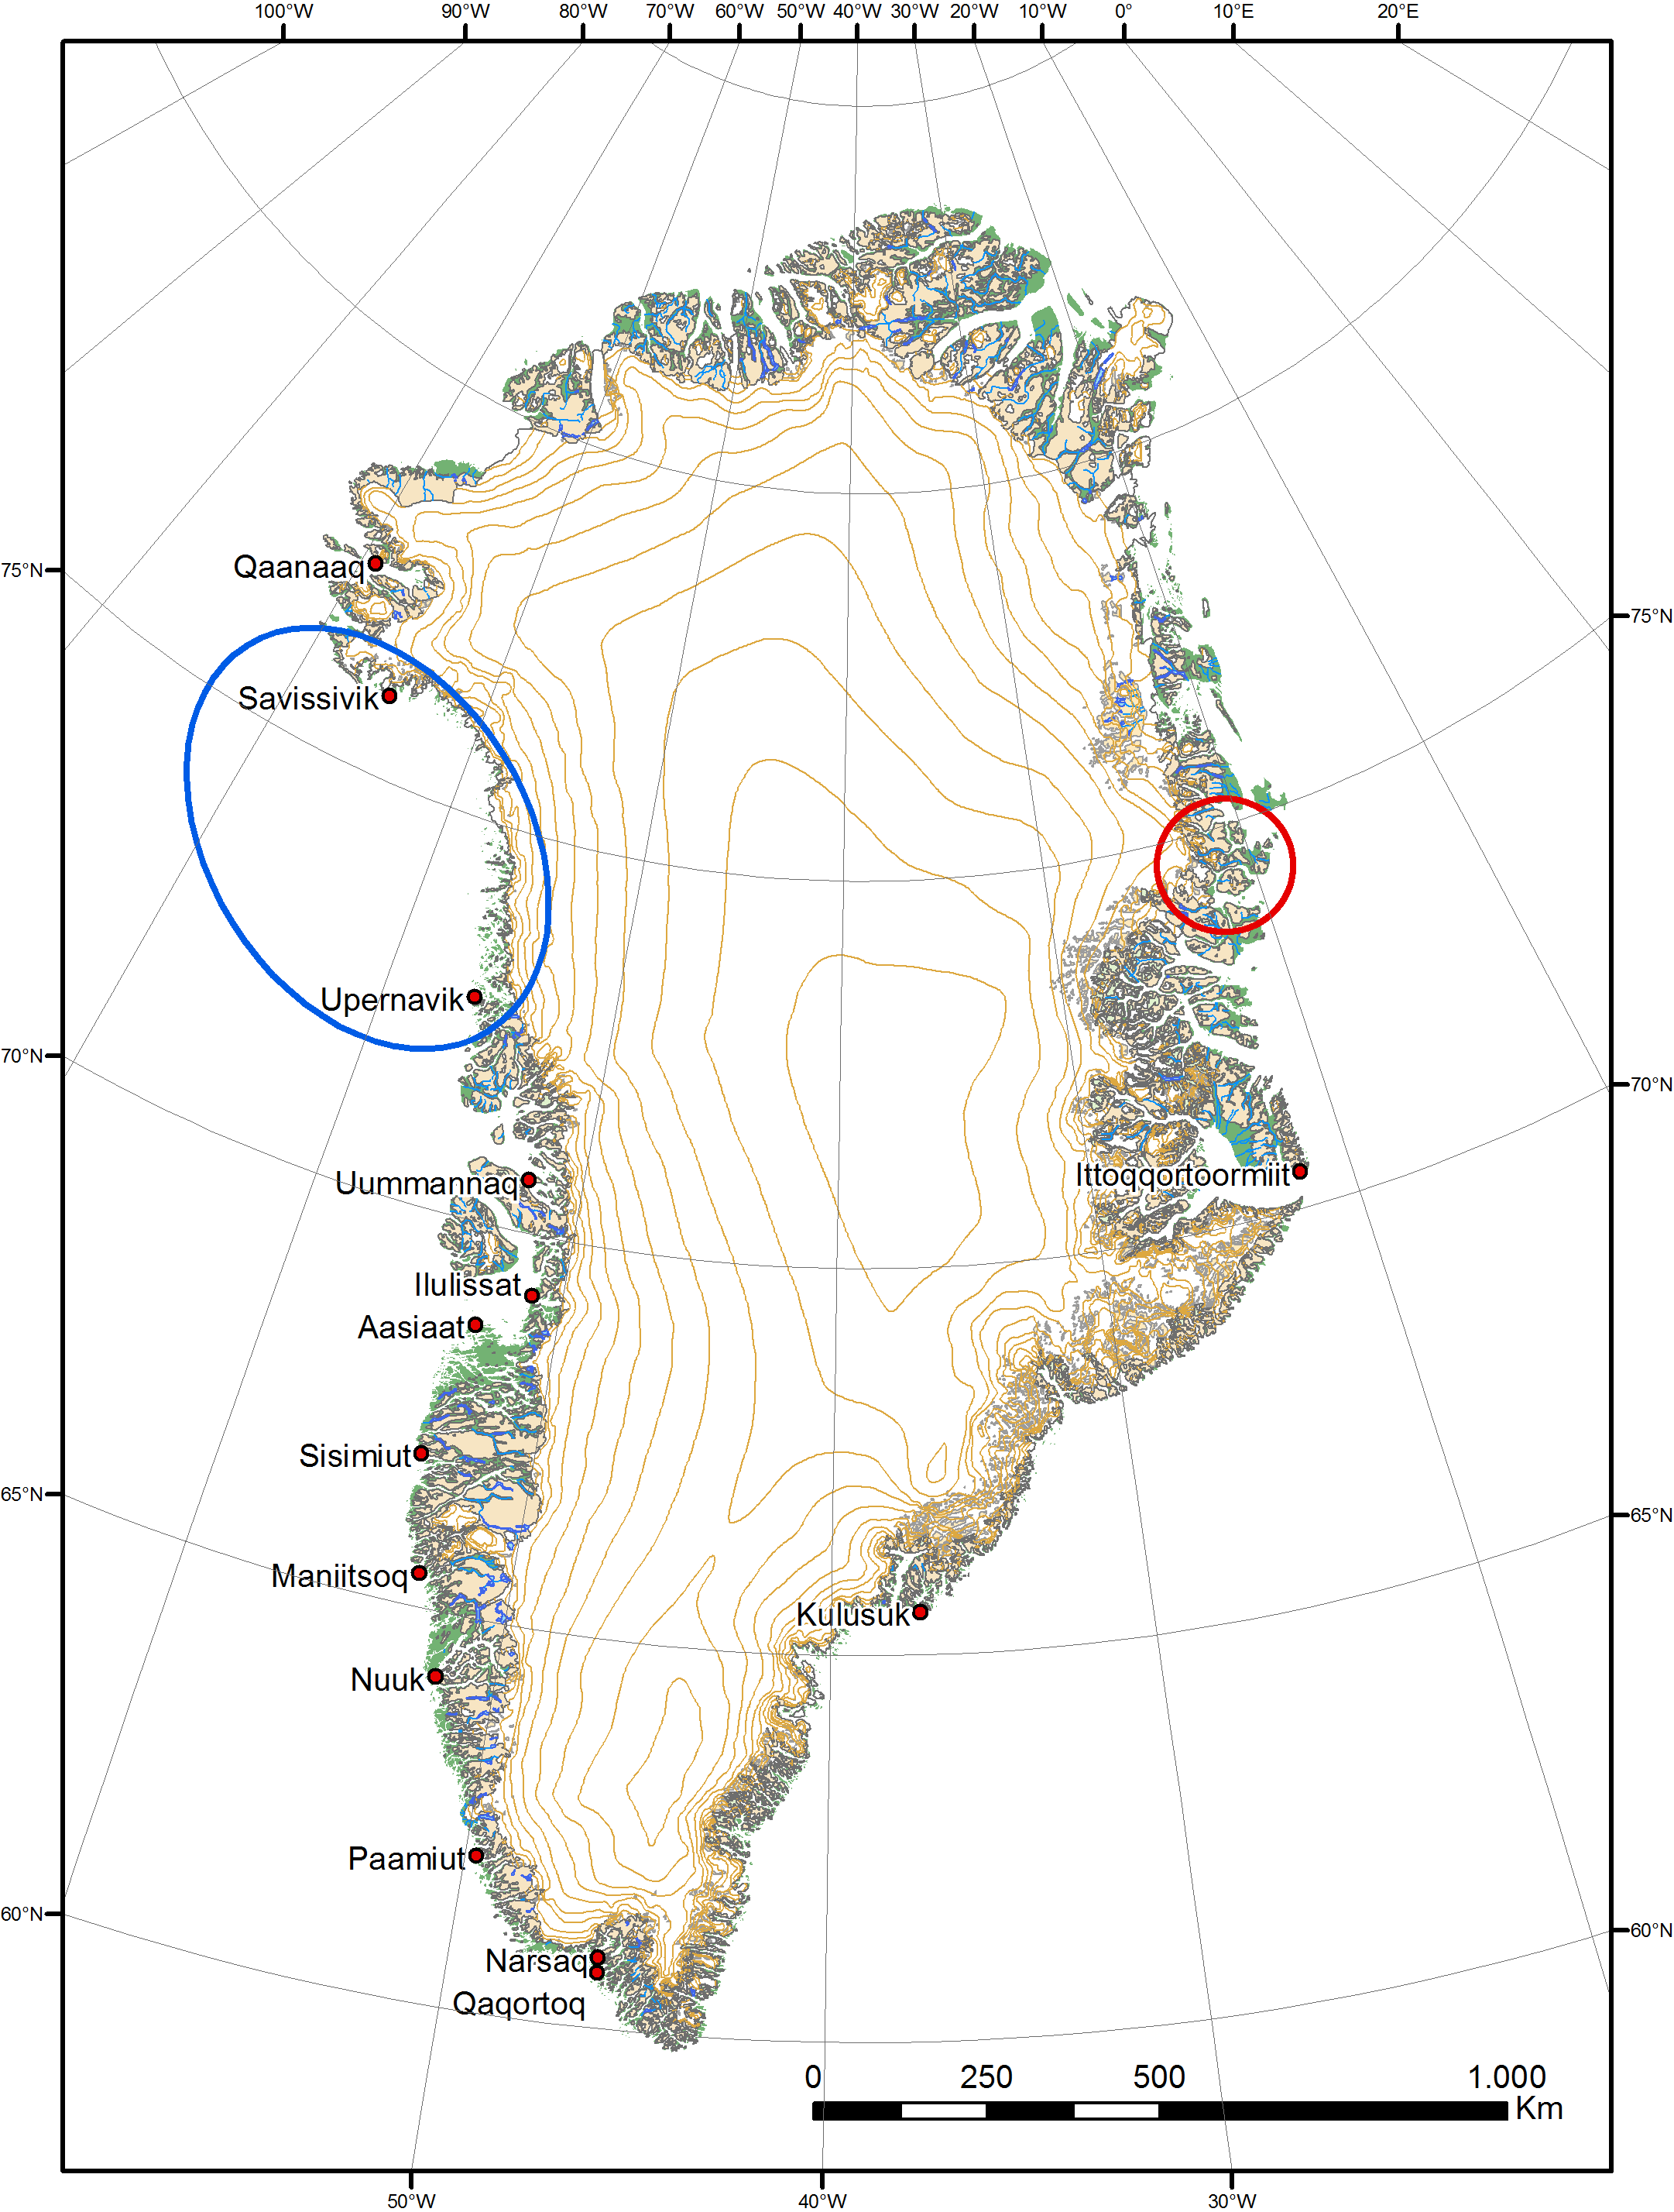 100°W 90°W 80°W 70°W 60°W 50°W 40°W 30°W 20°W 10°W 0° 10°E 20°E
Qaanaaq
75°N
75°N
Savissivik
Upernavik
70°N
70°N
Ittoqqortoormiit
Uummannaq
Ilulissat
Aasiaat
Sisimiut
65°N
65°N
Maniitsoq
Kulusuk
Nuuk
Paamiut
60°N
60°N
Narsaq
Qaqortoq
0 250 500 1.000
Km
50°W 40°W 30°W